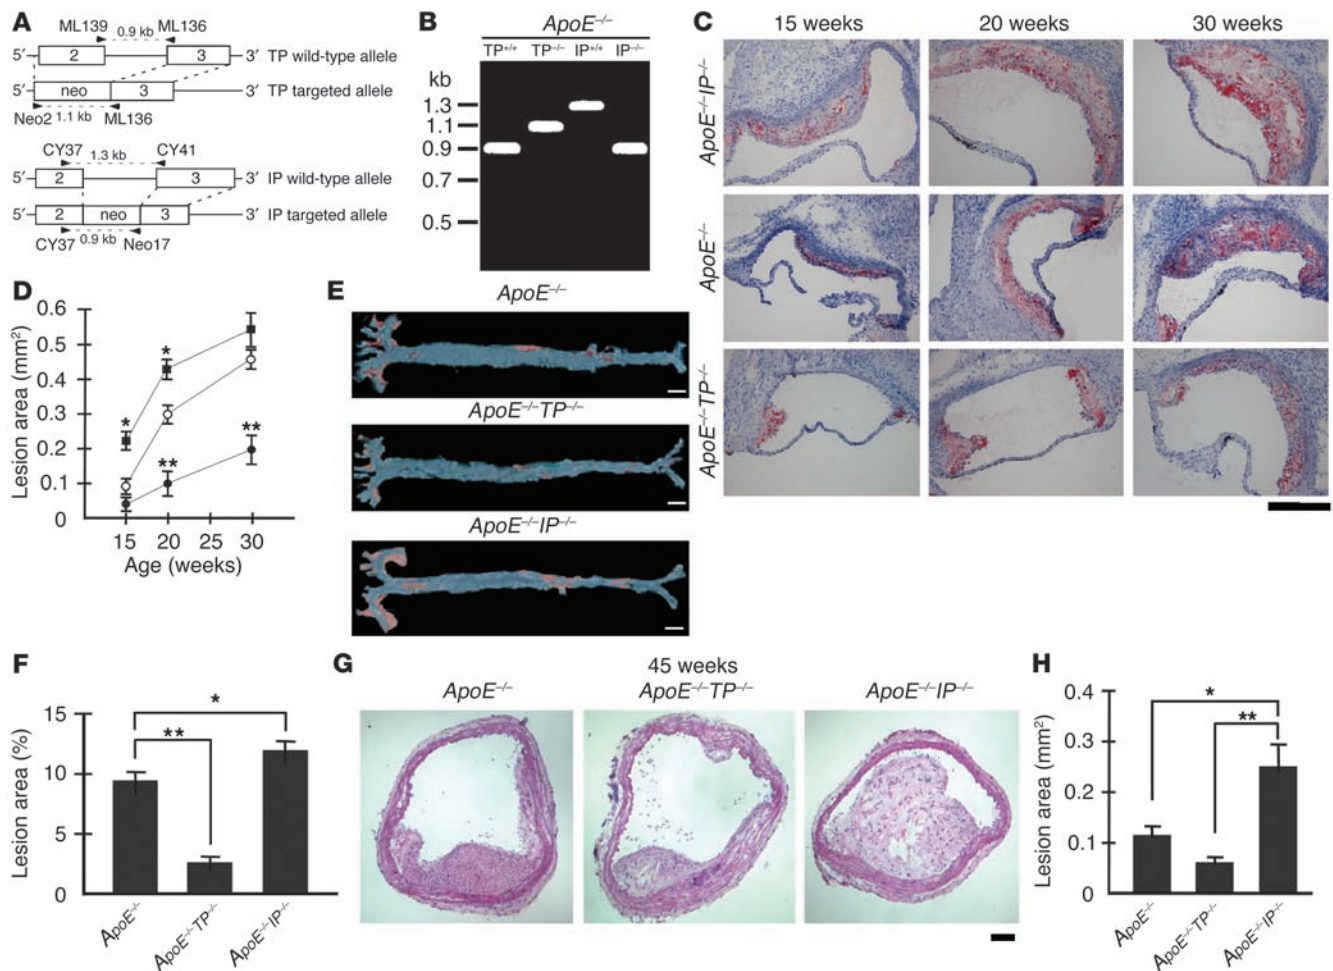 A
ML139 ML136
0.9 kb
5′ 2 3 3′ TP wild-type allele
5′ neo 3 3′ TP targeted allele
Neo2 1.1 kb ML136
CY37 CY41
1.3 kb
5′ 2 3 3′ IP wild-type allele
5′ 2 neo 3 3′ IP targeted allele
CY37 0.9 kb Neo17
B
ApoE–/–
TP+/+ TP–/– IP+/+ IP–/–
kb
1.3
1.1
0.9
0.7
0.5
C
15 weeks 20 weeks 30 weeks
ApoE–/–IP–/–
ApoE–/–
ApoE–/–TP–/–
D
Lesion area (mm²)
0.6
0.5
0.4
0.3
0.2
0.1
0
* * ** **
15 20 25 30
Age (weeks)
E
ApoE–/–
ApoE–/–TP–/–
ApoE–/–IP–/–
F
Lesion area (%)
15
10
5
0
*
**
ApoE–/– ApoE–/–TP–/– ApoE–/–IP–/–
G
45 weeks
ApoE–/– ApoE–/–TP–/– ApoE–/–IP–/–
H
Lesion area (mm²)
0.4
0.3
0.2
0.1
0
*
**
ApoE–/– ApoE–/–TP–/– ApoE–/–IP–/–